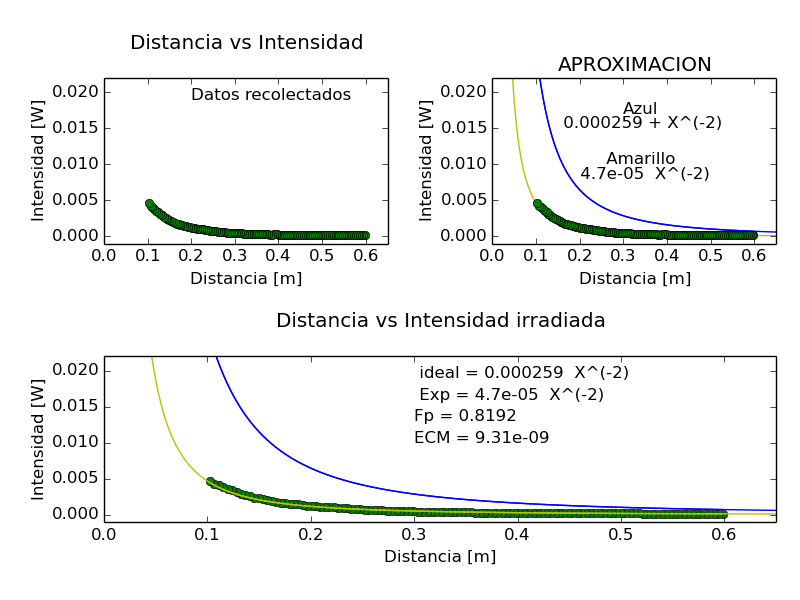 Distancia vs Intensidad
Intensidad [W]
0.020
0.015
0.010
0.005
0.000
Datos recolectados
0.0 0.1 0.2 0.3 0.4 0.5 0.6
Distancia [m]
APROXIMACION
Intensidad [W]
0.020
0.015
0.010
0.005
0.000
Azul
0.000259 + X^(-2)
Amarillo
4.7e-05 X^(-2)
0.0 0.1 0.2 0.3 0.4 0.5 0.6
Distancia [m]
Distancia vs Intensidad irradiada
Intensidad [W]
0.020
0.015
0.010
0.005
0.000
ideal = 0.000259 X^(-2)
Exp = 4.7e-05 X^(-2)
Fp = 0.8192
ECM = 9.31e-09
0.0 0.1 0.2 0.3 0.4 0.5 0.6
Distancia [m]